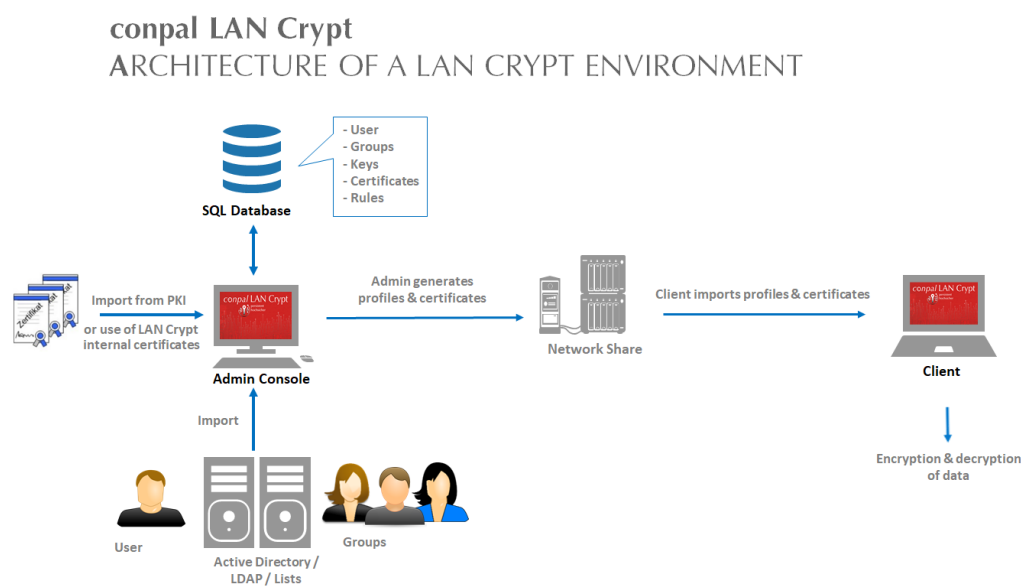 conpal LAN Crypt
ARCHITECTURE OF A LAN CRYPT ENVIRONMENT
- User
- Groups
- Keys
- Certificates
- Rules
SQL Database
Zertifikat
Import from PKI
or use of LAN Crypt
internal certificates
conpal LAN Crypt
Admin Console
Admin generates
profiles & certificates
Network Share
Client imports profiles & certificates
conpal LAN Crypt
Client
Encryption & decryption
of data
Import
User
Active Directory /
LDAP / Lists
Groups